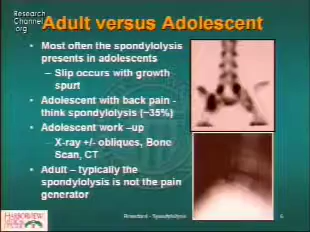 Research
Channel
.org
Adult versus Adolescent
• Most often the spondylolysis
presents in adolescents
– Slip occurs with growth
spurt
• Adolescent with back pain -
think spondylolysis (~35%)
• Adolescent work –up
– X-ray +/- obliques, Bone
Scan, CT
• Adult – typically the
spondylolysis is not the pain
generator
HARBORVIEW